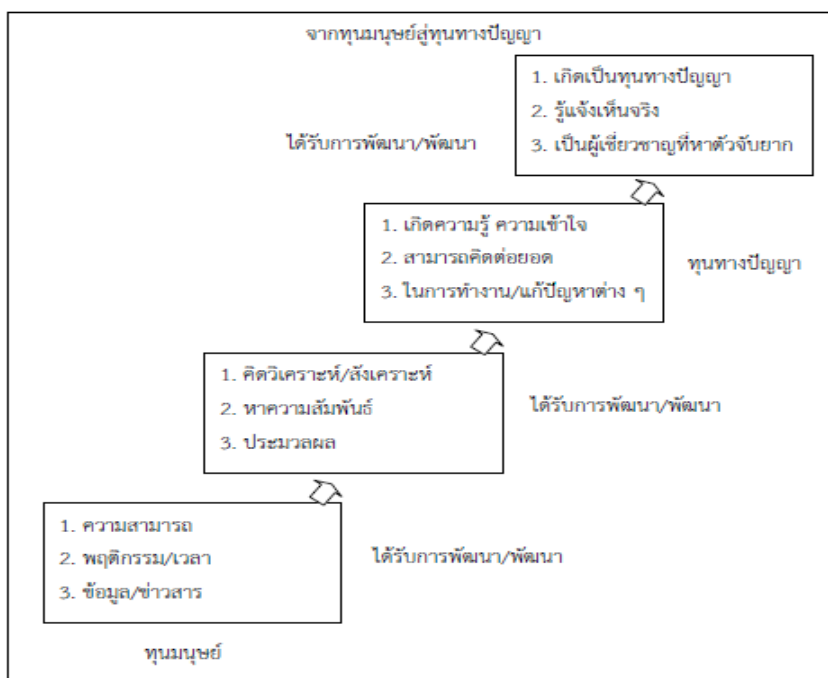 จากทุนมนุษย์สู่ทุนทางปัญญา
1. เกิดเป็นทุนทางปัญญา
2. รู้แจ้งเห็นจริง
3. เป็นผู้เชี่ยวชาญที่หาตัวจับยาก
ได้รับการพัฒนา/พัฒนา
1. เกิดความรู้ ความเข้าใจ
2. สามารถคิดต่อยอด
3. ในการทำงาน/แก้ปัญหาต่าง ๆ
ทุนทางปัญญา
1. คิดวิเคราะห์/สังเคราะห์
2. หาความสัมพันธ์
3. ประมวลผล
ได้รับการพัฒนา/พัฒนา
1. ความสามารถ
2. พฤติกรรม/เวลา
3. ข้อมูล/ข่าวสาร
ได้รับการพัฒนา/พัฒนา
ทุนมนุษย์